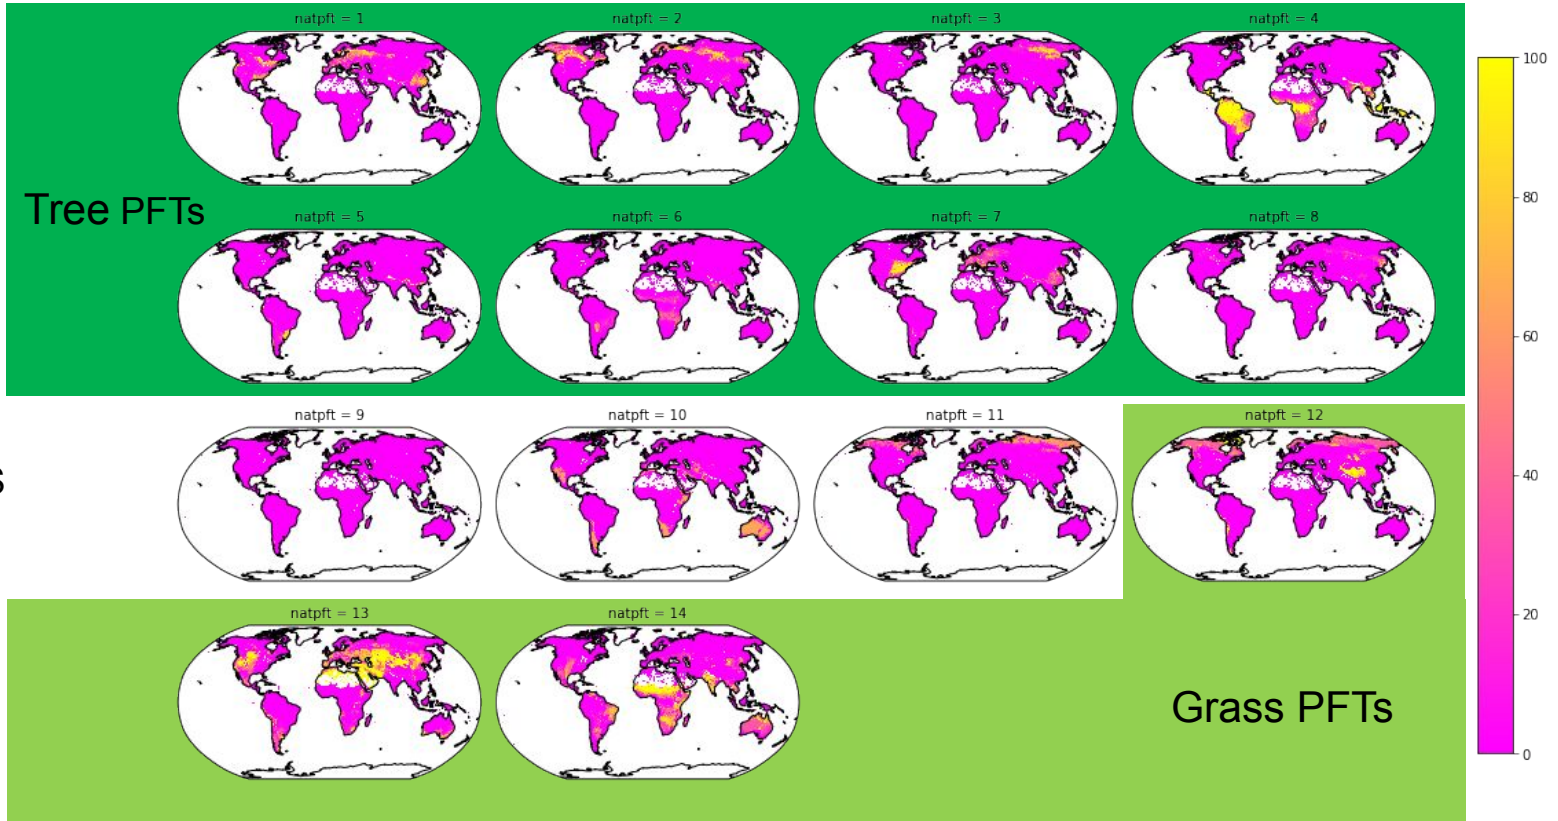 natpft = 1 natpft = 2 natpft = 3 natpft = 4
100
80
Tree PFTs
natpft = 5 natpft = 6 natpft = 7 natpft = 8
60
natpft = 9 natpft = 10 natpft = 11 natpft = 12
s
40
natpft = 13 natpft = 14
20
Grass PFTs
0